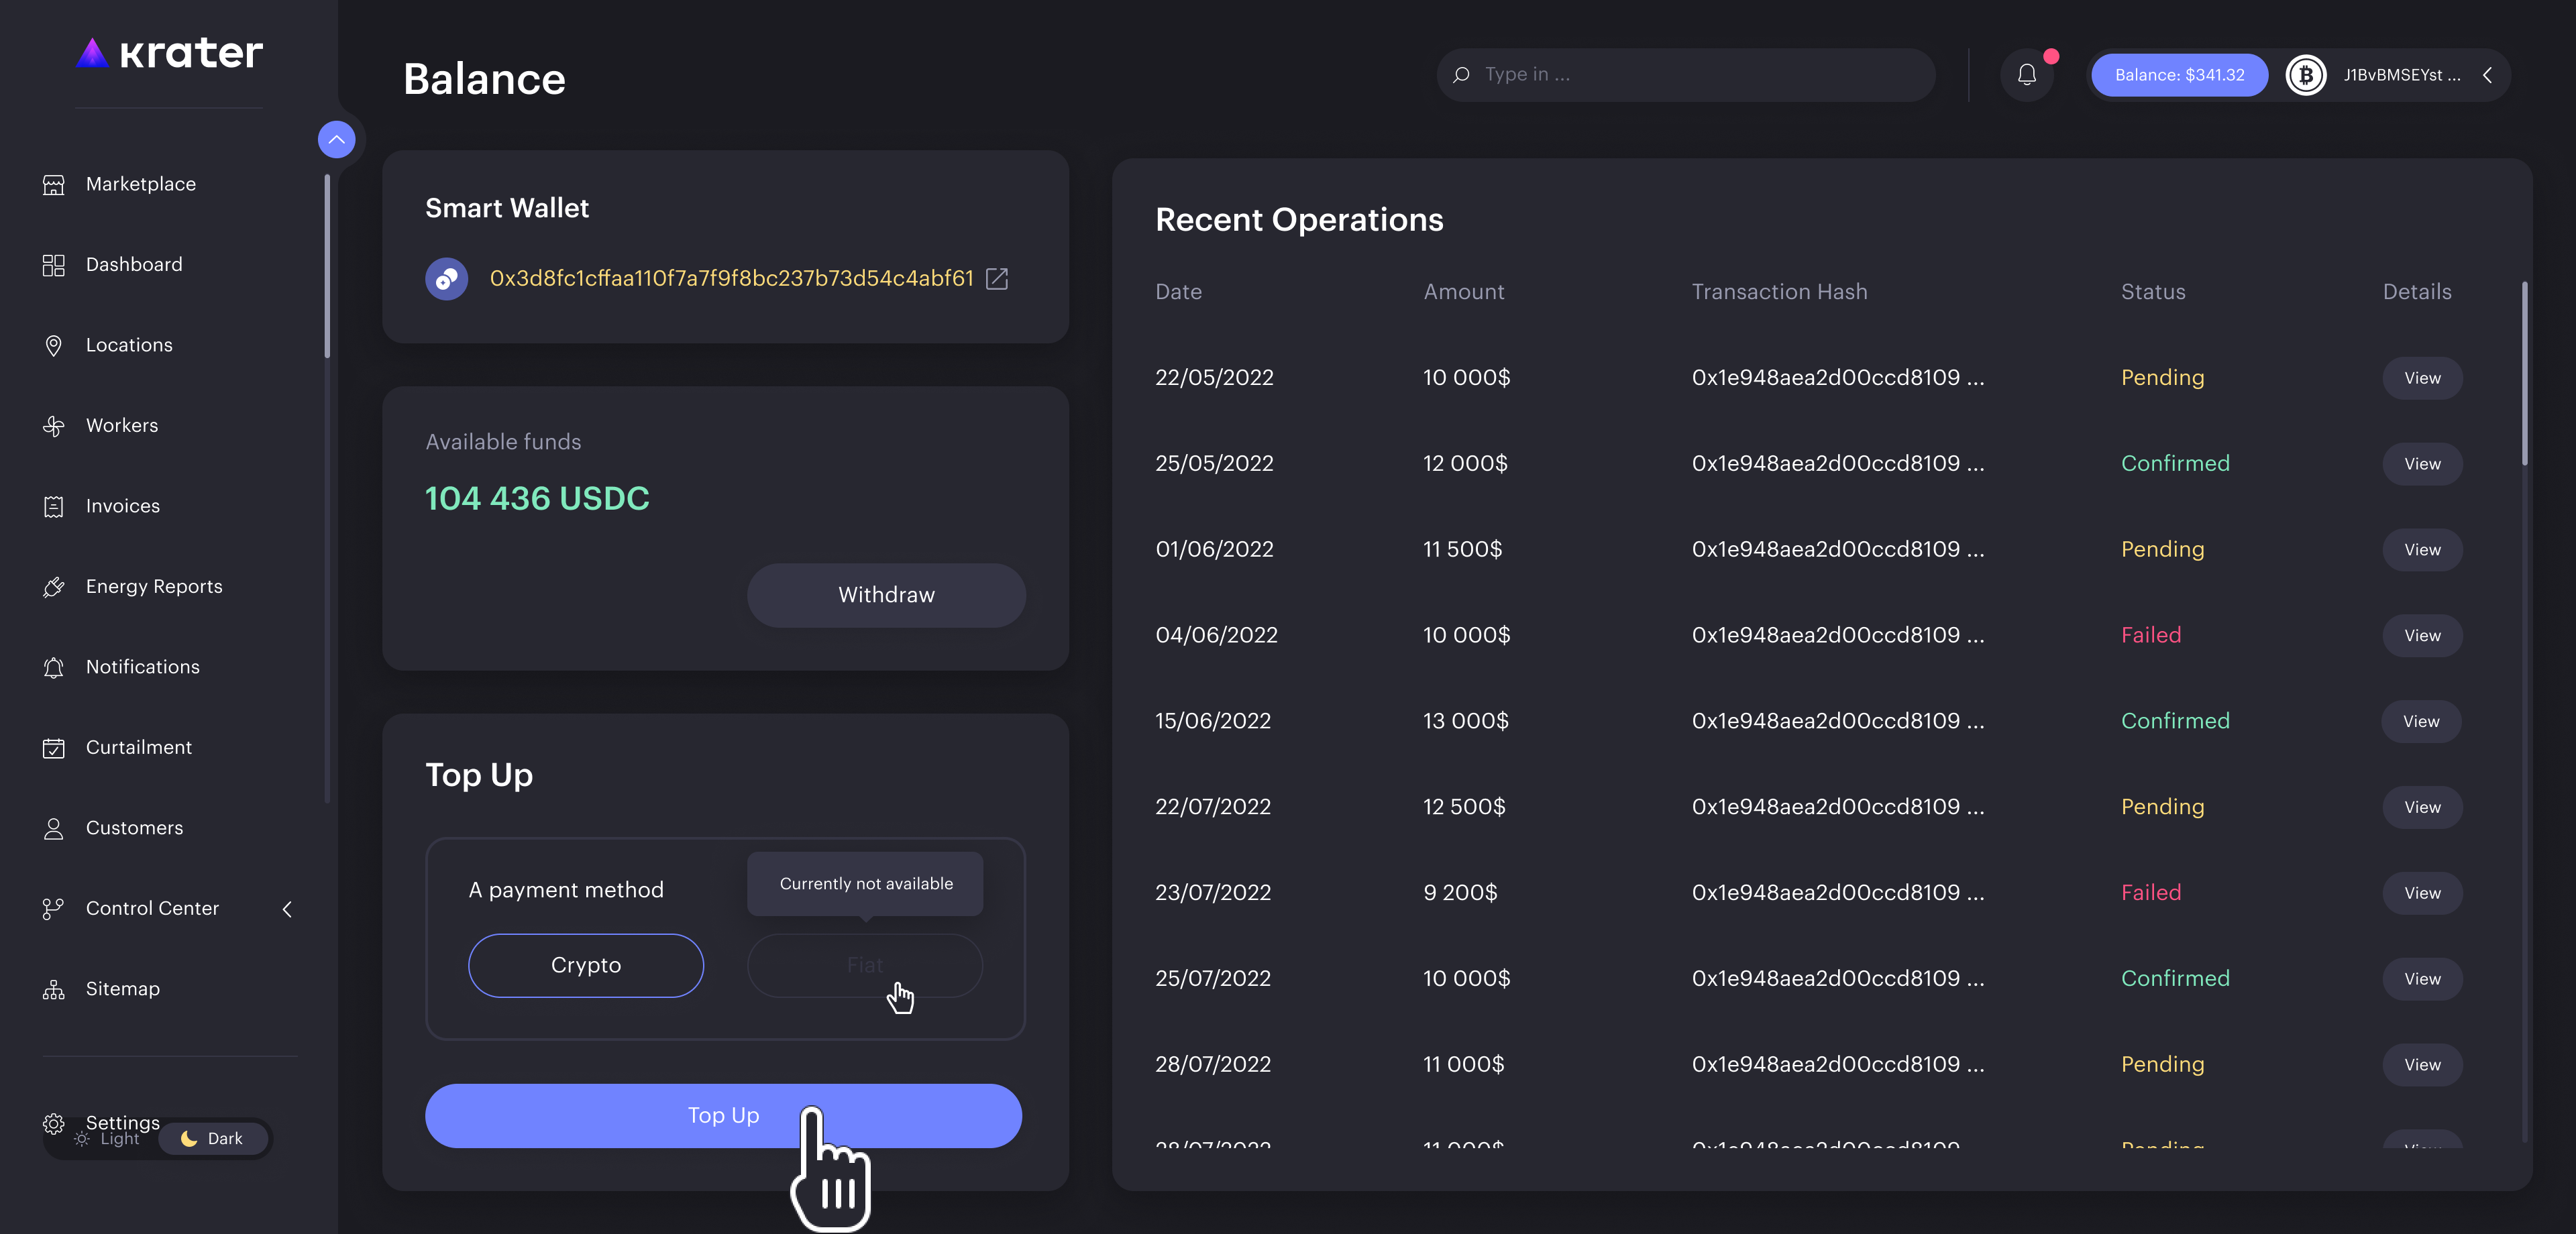 krater
Marketplace
Dashboard
Locations
Workers
Invoices
Energy Reports
Notifications
Curtailment
Customers
Control Center
Sitemap
Settings
Light
Dark
Balance
Type in ...
Balance: $341.32
J1BvBMSEYst ...
Smart Wallet
0x3d8fc1cffaa110f7a7f9f8bc237b73d54c4abf61
Available funds
104 436 USDC
Withdraw
Top Up
A payment method
Currently not available
Crypto
Fiat
Top Up
Recent Operations
Date Amount Transaction Hash Status Details
22/05/2022 10 000$ 0x1e948aea2d00ccd8109 ... Pending View
25/05/2022 12 000$ 0x1e948aea2d00ccd8109 ... Confirmed View
01/06/2022 11 500$ 0x1e948aea2d00ccd8109 ... Pending View
04/06/2022 10 000$ 0x1e948aea2d00ccd8109 ... Failed View
15/06/2022 13 000$ 0x1e948aea2d00ccd8109 ... Confirmed View
22/07/2022 12 500$ 0x1e948aea2d00ccd8109 ... Pending View
23/07/2022 9 200$ 0x1e948aea2d00ccd8109 ... Failed View
25/07/2022 10 000$ 0x1e948aea2d00ccd8109 ... Confirmed View
28/07/2022 11 000$ 0x1e948aea2d00ccd8109 ... Pending View